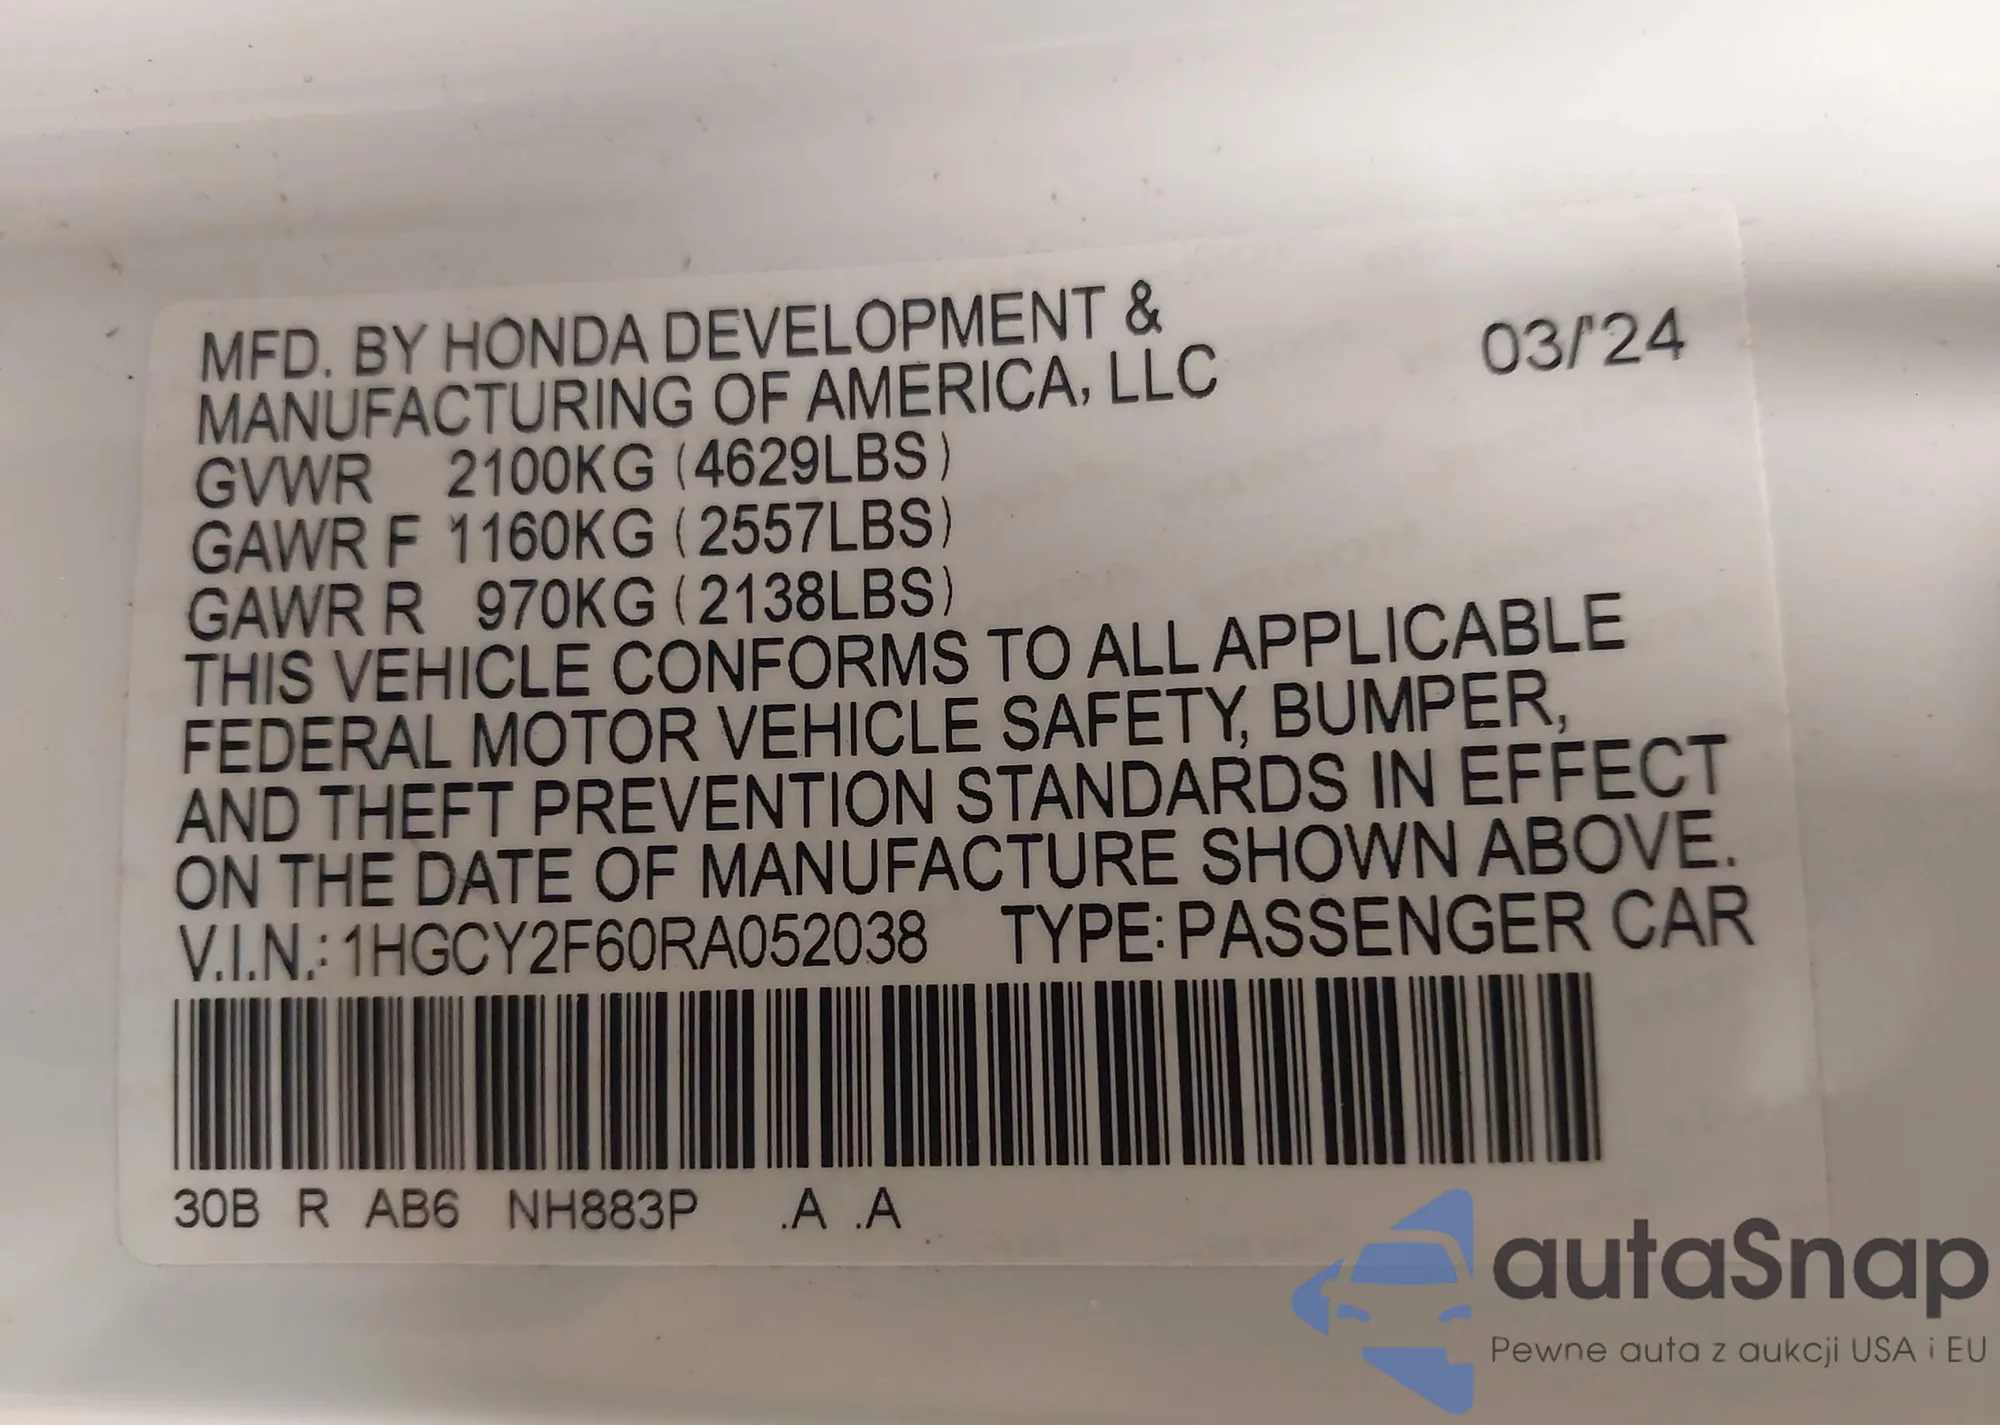 MFD. BY HONDA DEVELOPMENT &
MANUFACTURING OF AMERICA, LLC
03/'24
GVWR 2100KG (4629LBS)
GAWR F 1160KG (2557LBS)
GAWR R 970KG (2138LBS)
THIS VEHICLE CONFORMS TO ALL APPLICABLE
FEDERAL MOTOR VEHICLE SAFETY, BUMPER,
AND THEFT PREVENTION STANDARDS IN EFFECT
ON THE DATE OF MANUFACTURE SHOWN ABOVE.
V.I.N.: 1HGCY2F60RA052038 TYPE: PASSENGER CAR
30B R AB6 NH883P .A .A
autaSnap
Pewne auta z aukcji USA i EU